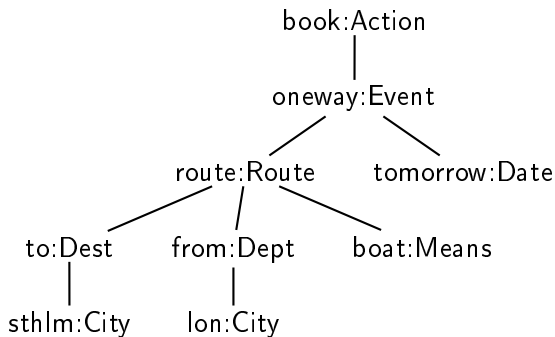 book:Action
oneway:Event
route:Route tomorrow:Date
to:Dest from:Dept boat:Means
sthlm:City lon:City